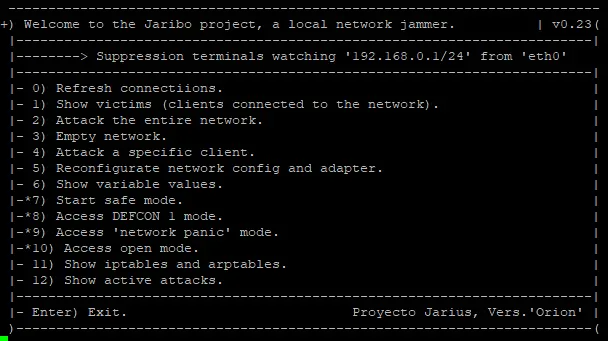 +) Welcome to the Jaribo project, a local network jammer. | v0.23(
|--------> Suppression terminals watching '192.168.0.1/24' from 'eth0'
|- 0) Refresh connectiions. |
|- 1) Show victims (clients connected to the network). |
|- 2) Attack the entire network. |
|- 3) Empty network. |
|- 4) Attack a specific client. |
|- 5) Reconfigurate network config and adapter. |
|- 6) Show variable values. |
|-*7) Start safe mode. |
|-*8) Access DEFCON 1 mode. |
|-*9) Access 'network panic' mode. |
|-*10) Access open mode. |
|- 11) Show iptables and arptables. |
|- 12) Show active attacks. |
|- Enter) Exit. Proyecto Jarius, Vers.'Orion' |